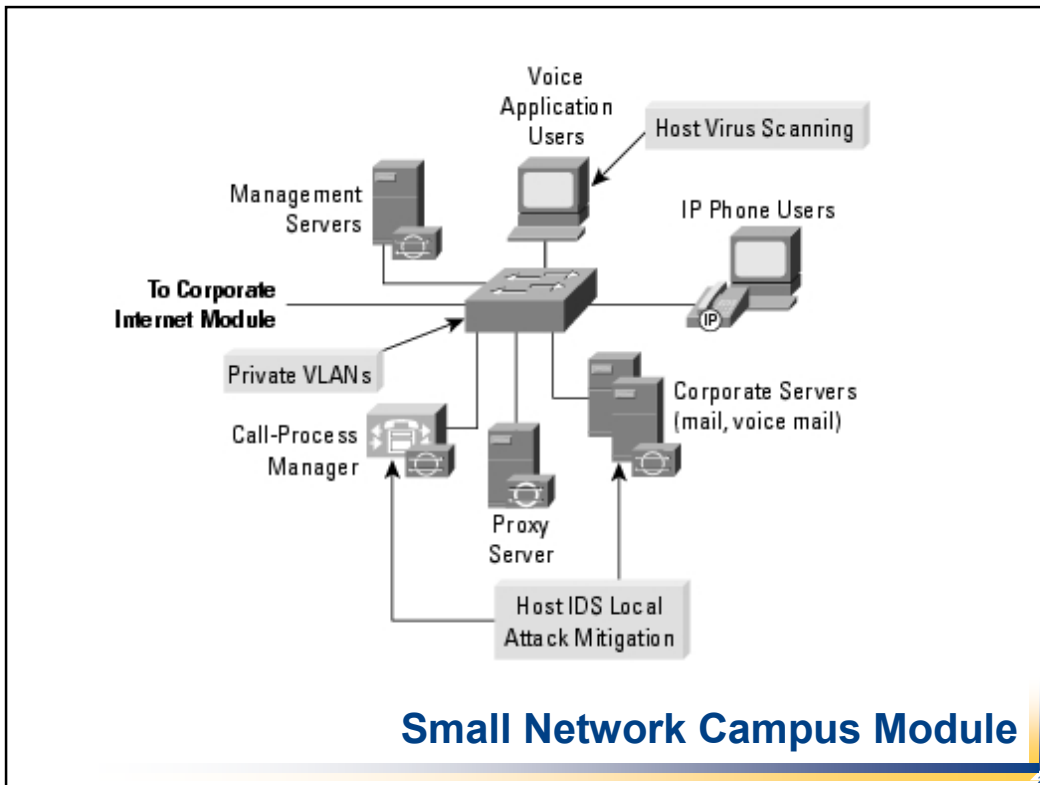 Voice
Application
Users
Host Virus Scanning
Management
Servers
IP Phone Users
To Corporate
Internet Module
IP
Private VLANs
Corporate Servers
(mail, voice mail)
Call-Process
Manager
Proxy
Server
Host IDS Local
Attack Mitigation
Small Network Campus Module